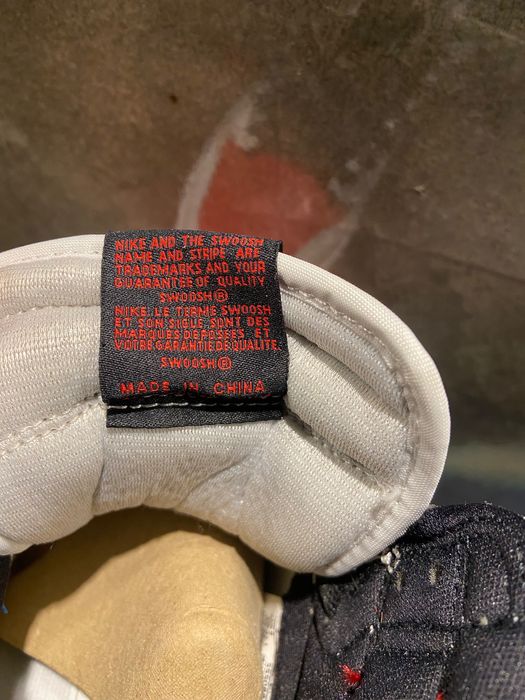 NIKE AND THE SWOOSH
NAME AND STRIPE ARE
TRADEMARKS AND YOUR
GUARANTEE OF QUALITY
SWOOSH®
NIKE. LE TERME SWOOSH
ET SON SIGLE, SONT DES
MARQUES DEPOSEES ET
VOTRE GARANTIE DE QUALITE.
SWOOSH®
MADE IN CHINA